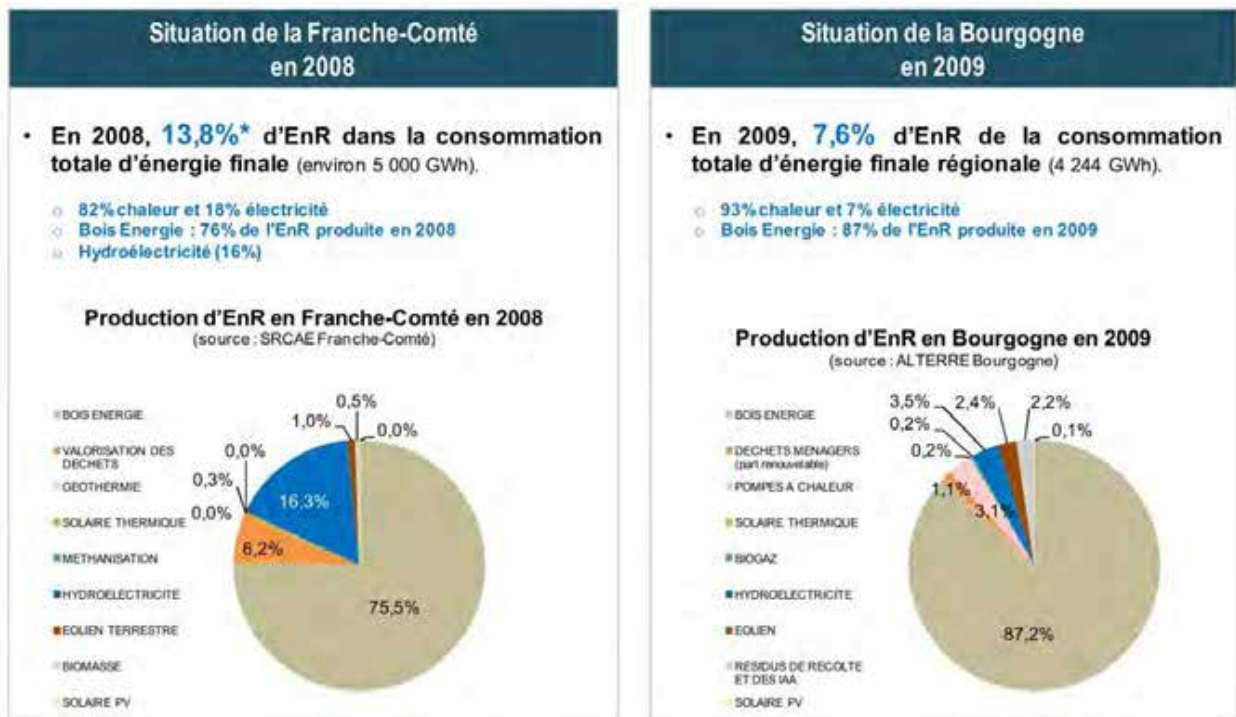 Situation de la Franche-Comté
en 2008
• En 2008, 13,8%* d'EnR dans la consommation
totale d'énergie finale (environ 5 000 GWh).
○ 82% chaleur et 18% électricité
○ Bois Energie : 76% de l'EnR produite en 2008
○ Hydroélectricité (16%)
Production d'EnR en Franche-Comté en 2008
(source : SRCAE Franche-Comté)
BOIS ENERGIE
VALORISATION DES
DECHETS
GEOTHERMIE
SOLAIRE THERMIQUE
METHANISATION
HYDROELECTRICITE
EOLIEN TERRESTRE
BIOMASSE
SOLAIRE PV
0,5%
1,0%
0,0%
0,0%
0,3%
0,0%
16.3%
6,2%
75,5%
Situation de la Bourgogne
en 2009
• En 2009, 7,6% d'EnR de la consommation
totale d'énergie finale régionale (4 244 GWh).
○ 93% chaleur et 7% électricité
○ Bois Energie : 87% de l'EnR produite en 2009
Production d'EnR en Bourgogne en 2009
(source : ALTERRE Bourgogne)
BOIS ENERGIE
DECHETS MENAGERS
(part renouvelable)
POMPES A CHALEUR
SOLAIRE THERMIQUE
BIOGAZ
HYDROELECTRICITE
EOLIEN
RESIDUS DE RECOLTE
ET DES IAA
SOLAIRE PV
3,5%
2,4%
2,2%
0,2%
0,1%
0,2%
1,1%
3,1%
87,2%